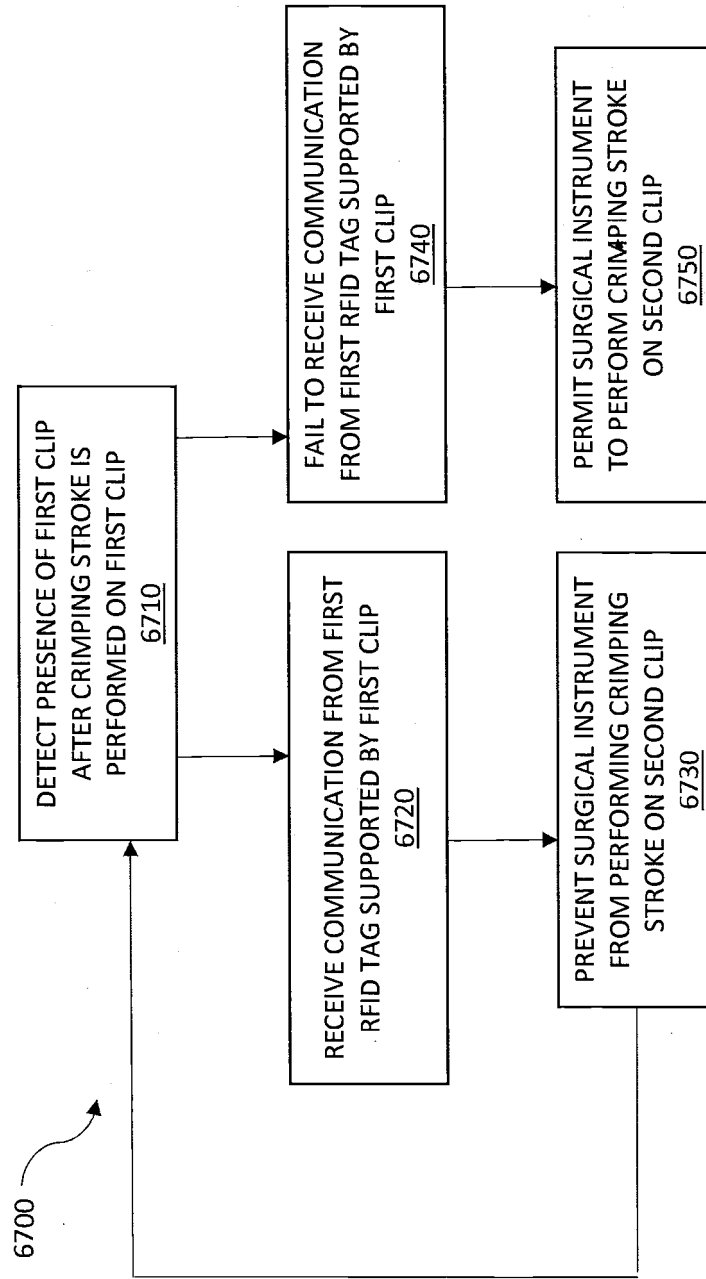 6700
DETECT PRESENCE OF FIRST CLIP
AFTER CRIMPING STROKE IS
PERFORMED ON FIRST CLIP
6710
RECEIVE COMMUNICATION FROM FIRST
RFID TAG SUPPORTED BY FIRST CLIP
6720
PREVENT SURGICAL INSTRUMENT
FROM PERFORMING CRIMPING
STROKE ON SECOND CLIP
6730
FAIL TO RECEIVE COMMUNICATION
FROM FIRST RFID TAG SUPPORTED BY
FIRST CLIP
6740
PERMIT SURGICAL INSTRUMENT
TO PERFORM CRIMPING STROKE
ON SECOND CLIP
6750